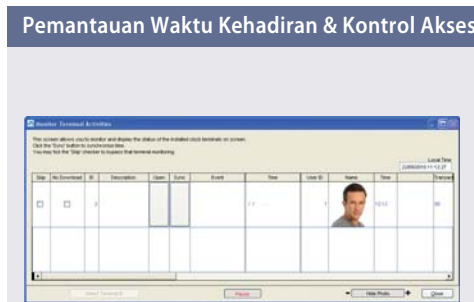 Pemantauan Waktu Kehadiran & Kontrol Akses
Monitor Terminal Activities
This screen allows you to monitor and display the status of the installed clock terminals on screen.
Click the "Sync" button to synchronize time.
You may tick the "Skip" checker to bypass that terminal monitoring.
Local Time
Skip No Download ID Description Open Sync Event Time User ID Name Time Transact
Pause Hide Photo Close